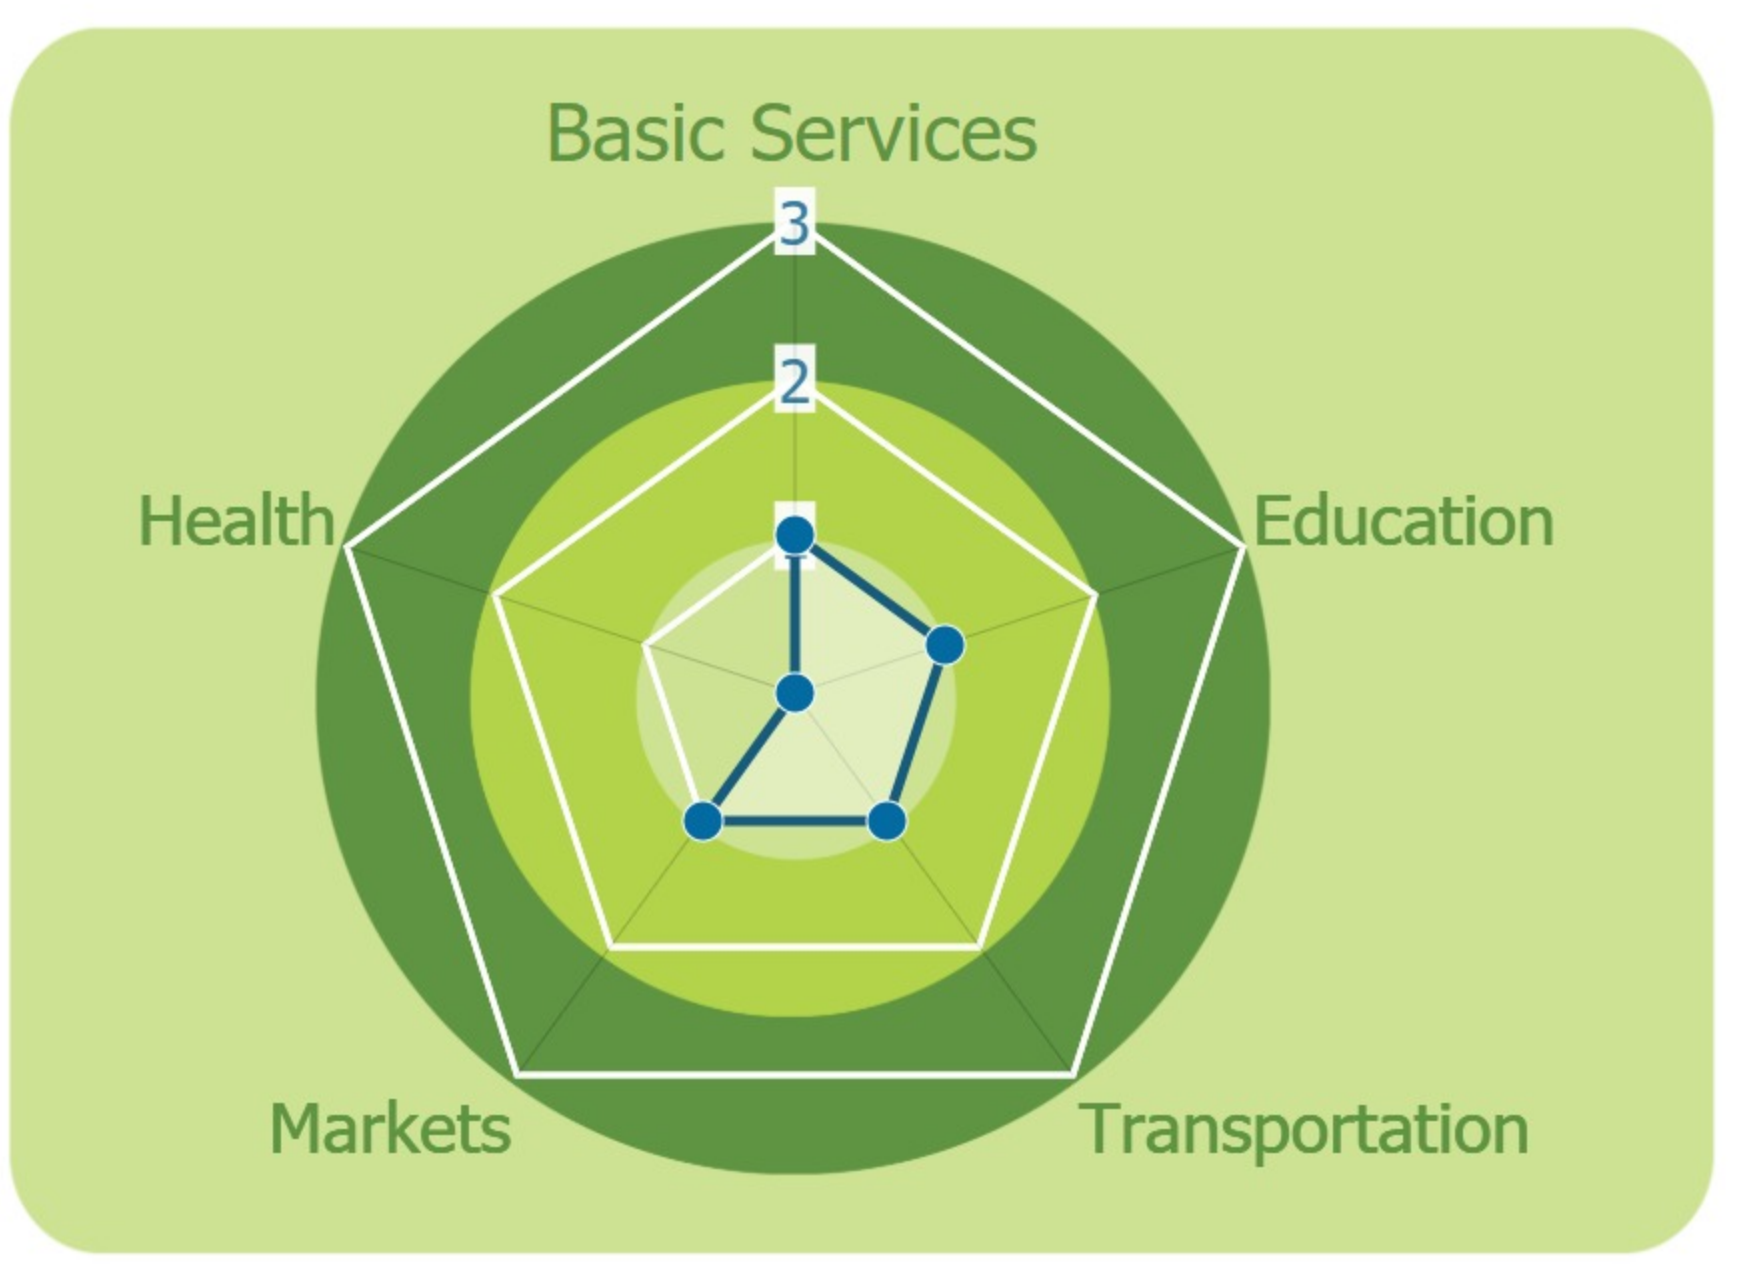 Basic Services
3
2
Health
Education
Markets
Transportation